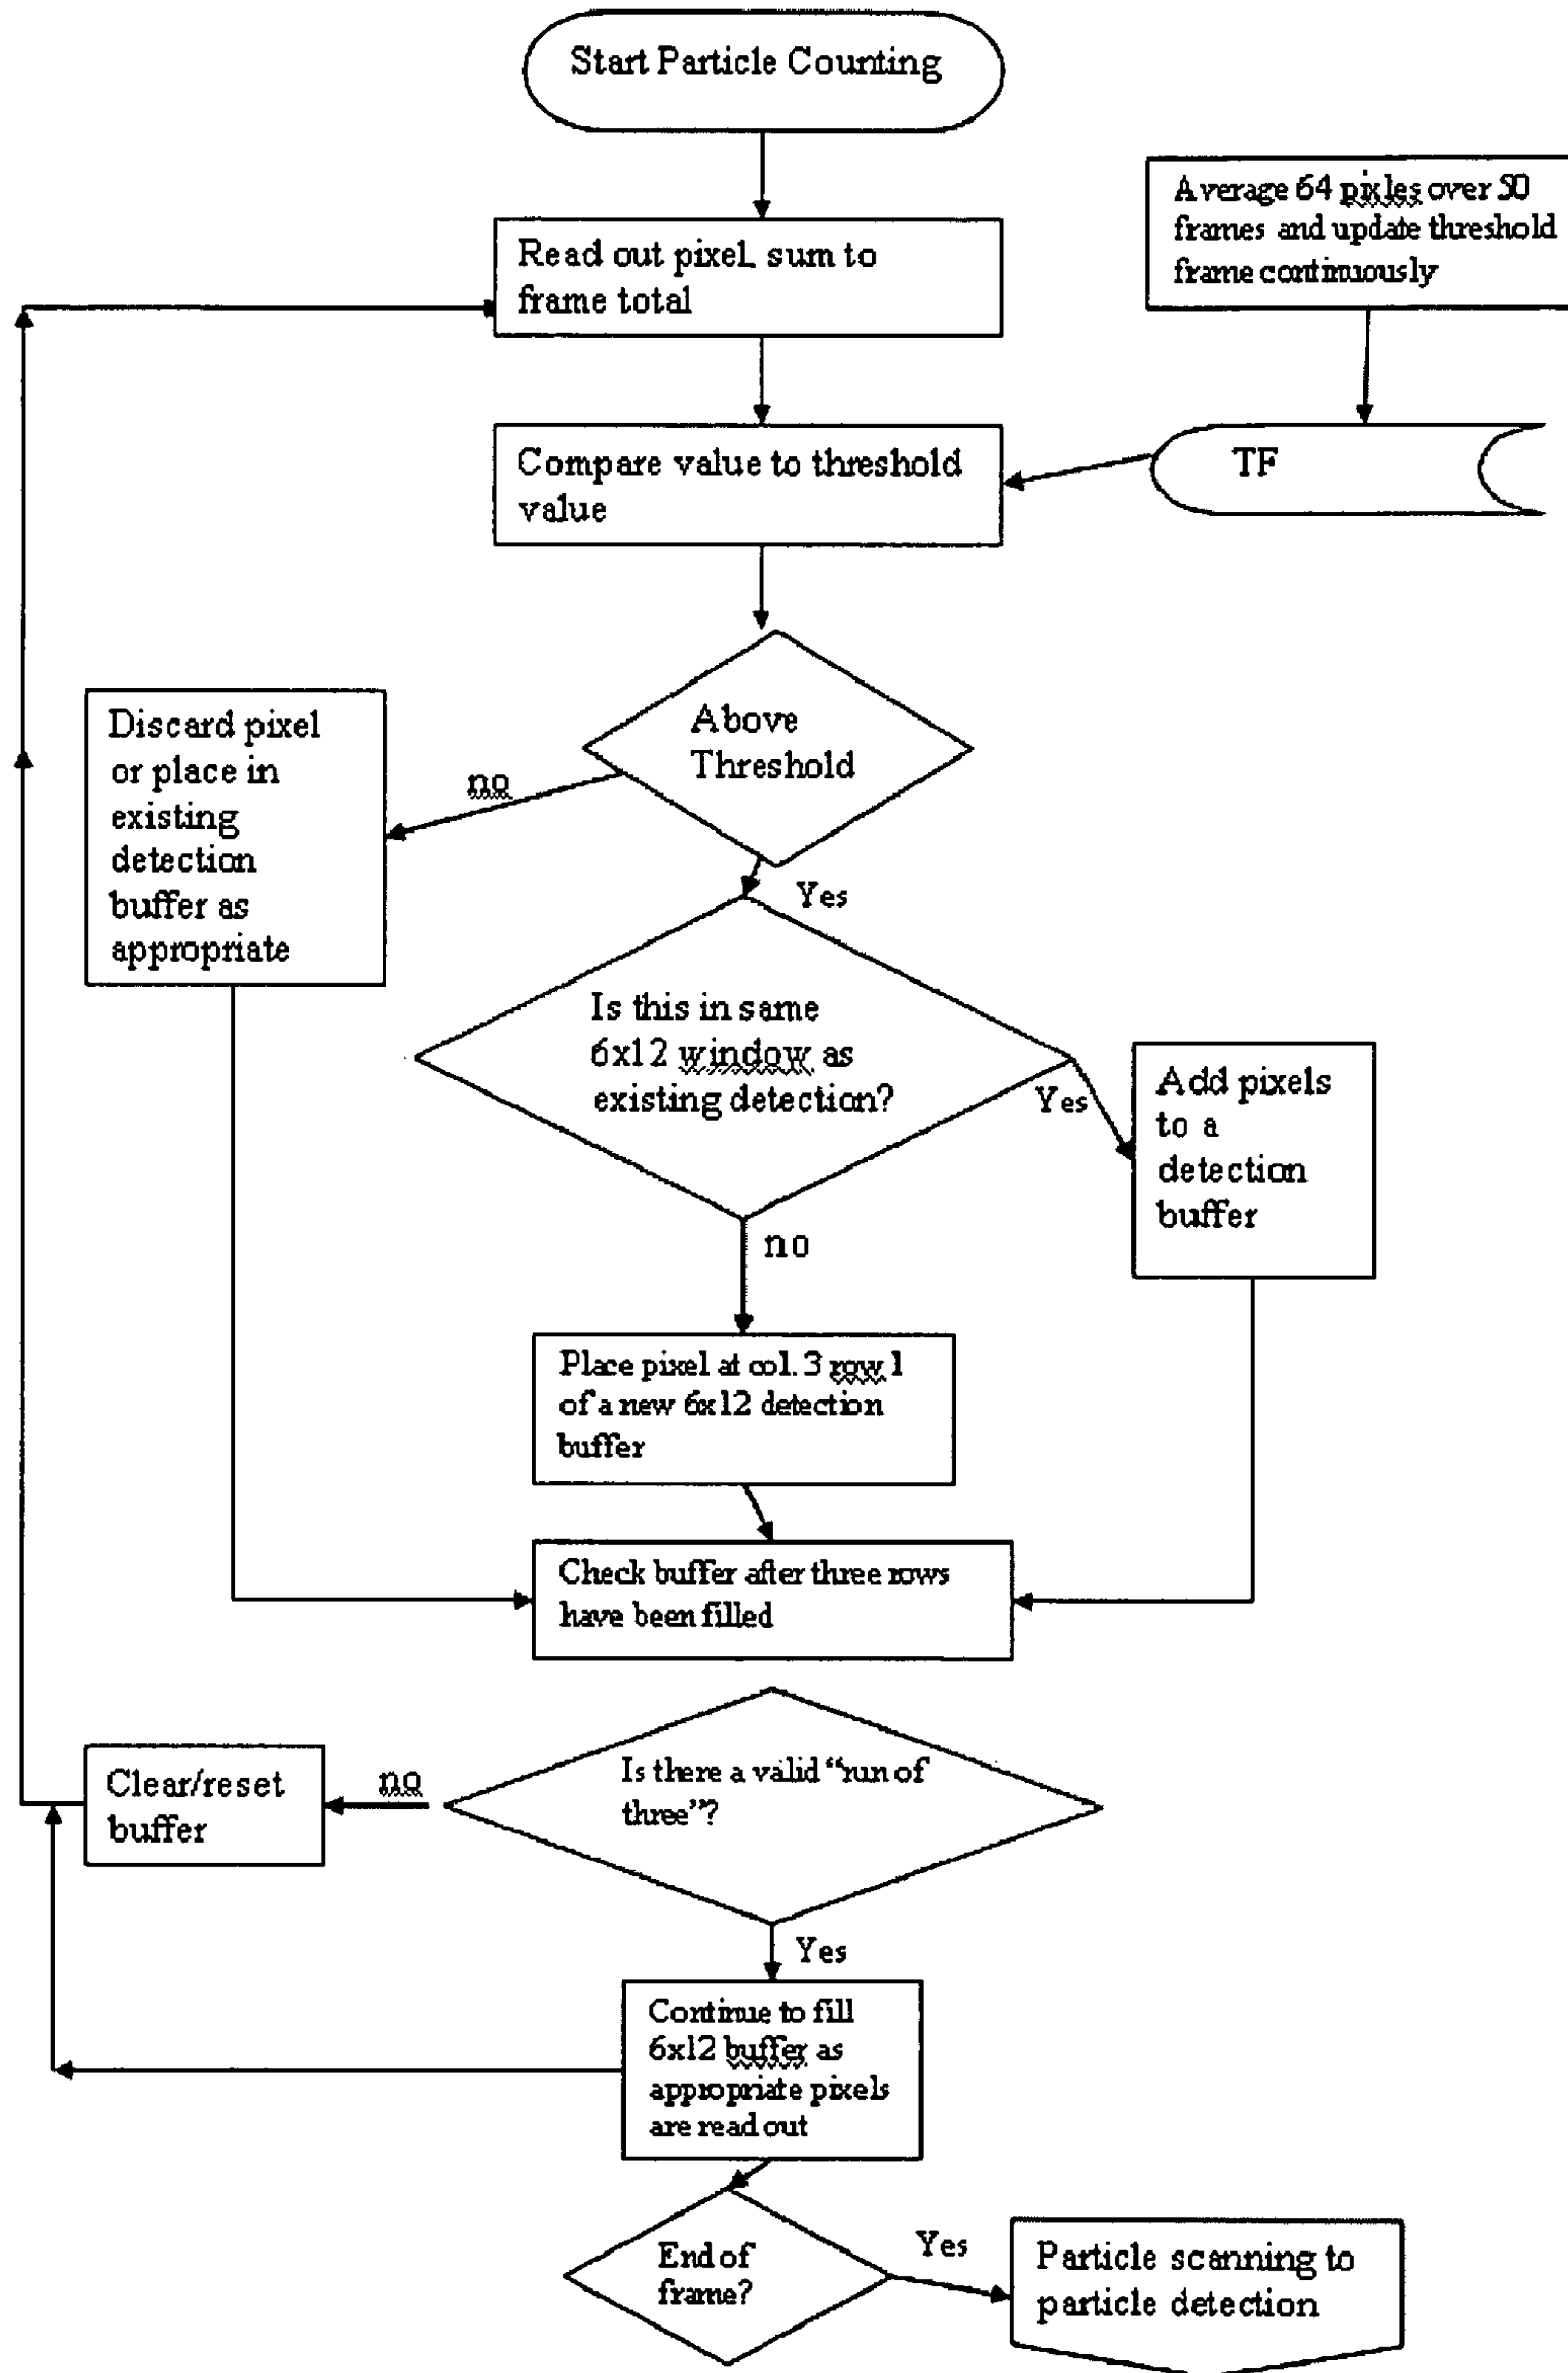 Start Particle Counting
Average 64 pixles over 50
frames and update threshold
frame continuously
Read out pixel, sum to
frame total
Compare value to threshold
value
TF
Above
Threshold
Discard pixel
or place in
existing
detection
buffer as
appropriate
no
Yes
Is this in same
6x12 window as
existing detection?
Yes
Add pixels
to a
detection
buffer
no
Place pixel at col. 3 row 1
of a new 6x12 detection
buffer
Check buffer after three rows
have been filled
Is there a valid “run of
three”?
no
Clear/reset
buffer
Yes
Continue to fill
6x12 buffer as
appropriate pixels
are read out
End of
frame?
Yes
Particle scanning to
particle detection